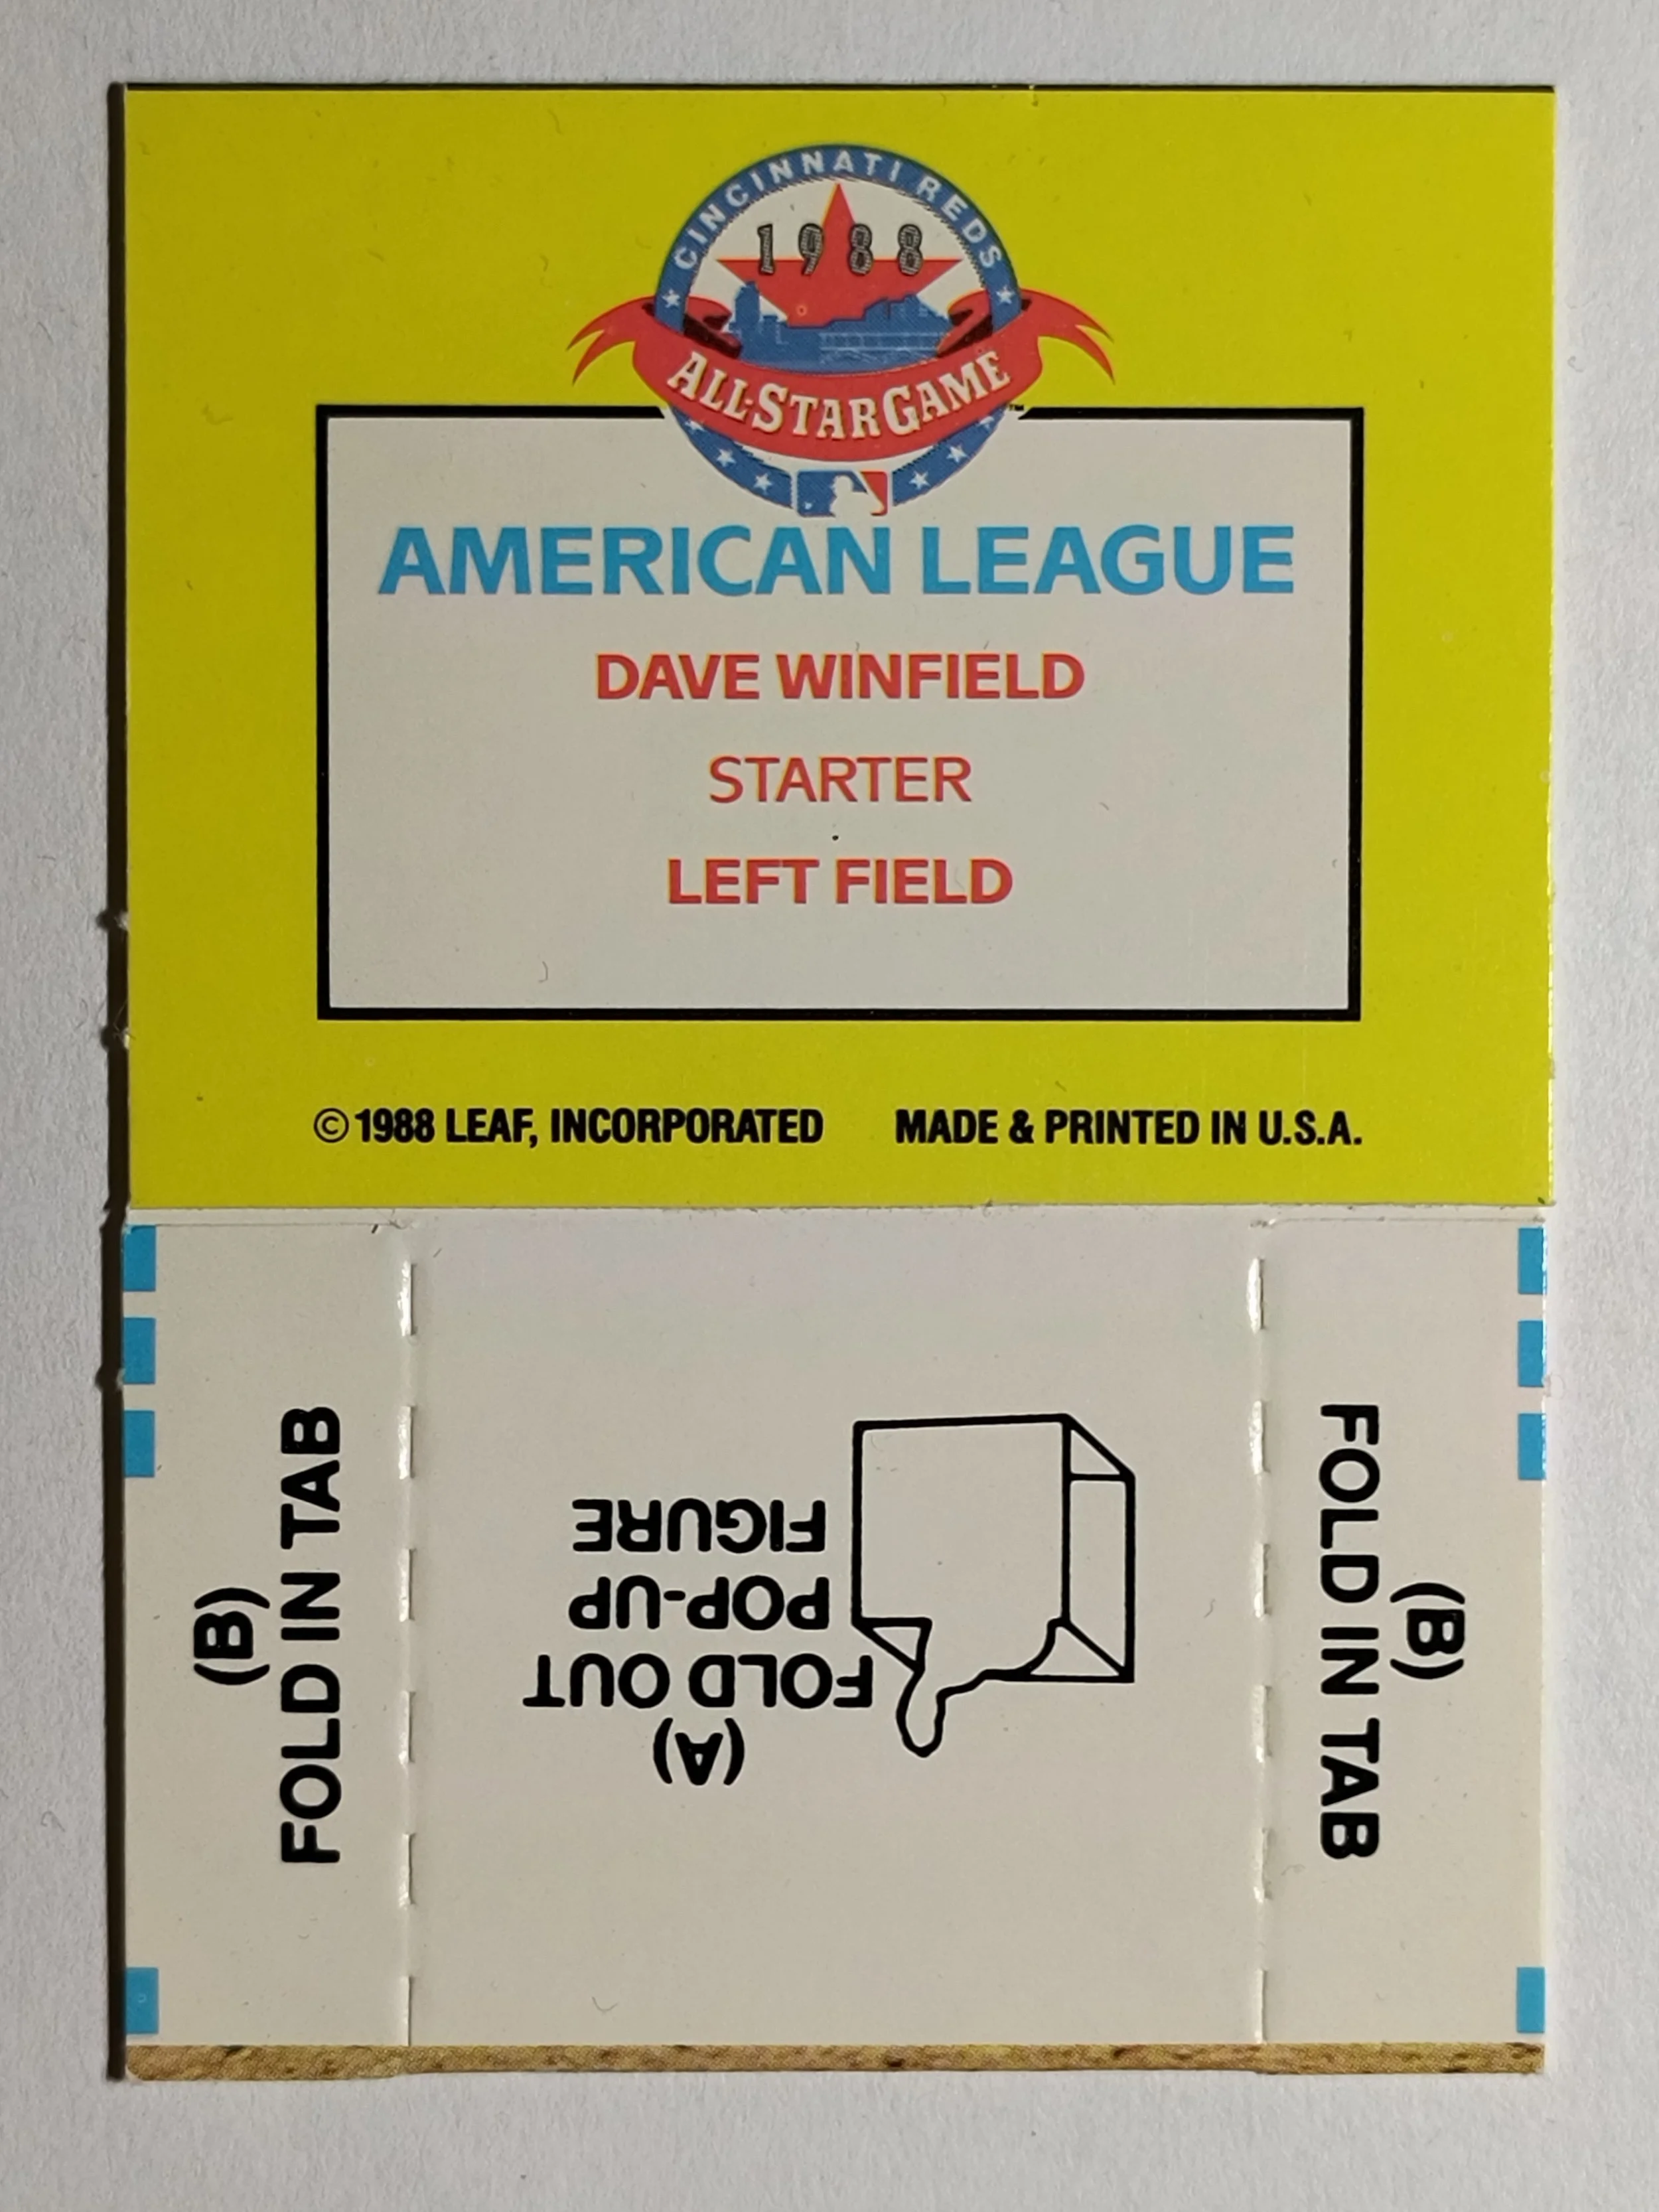 CINCINNATI REDS
1988
ALL-STAR GAME
TM
AMERICAN LEAGUE
DAVE WINFIELD
STARTER
LEFT FIELD
© 1988 LEAF, INCORPORATED MADE & PRINTED IN U.S.A.
(B)
FOLD IN TAB
(A)
FOLD OUT
POP-UP
FIGURE
(B)
FOLD IN TAB